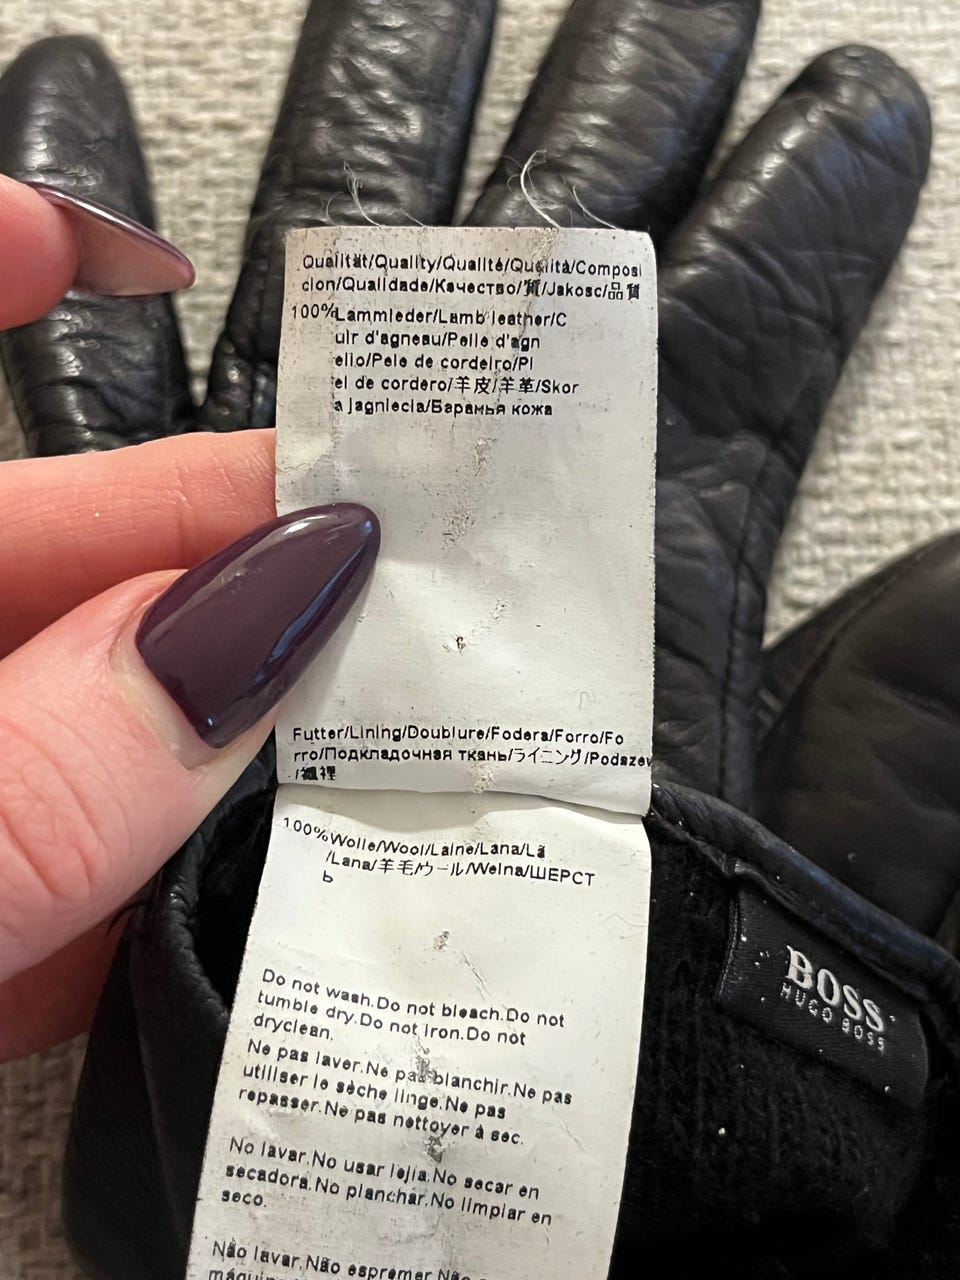 Qualität/Quality/Qualité/Qualità/Composi
cion/Qualidade/Качество/質/Jakosc/品質
100%Lammleder/Lamb leather/C
uir d'agneau/Pelle d'agn
ello/Pele de cordeiro/Pi
el de cordero/羊皮/羊革/Skor
a jagniecia/Баранья кожа
Futter/Lining/Doublure/Fodera/Forro/Fo
rro/Подкладочная ткань/ライニング/Podszew
/襯裡
100%Wolle/Wool/Laine/Lana/Lã
/Lana/羊毛/ウール/Welna/ШЕРСТ
Ь
Do not wash.Do not bleach.Do not
tumble dry.Do not iron.Do not
dryclean.
Ne pas laver.Ne pas blanchir.Ne pas
utiliser le sèche linge.Ne pas
repasser.Ne pas nettoyer à sec.
No lavar.No usar lejia.No secar en
secadora.No planchar.No limpiar en
seco.
Não lavar.Não espremer.Não
BOSS
HUGO BOSS